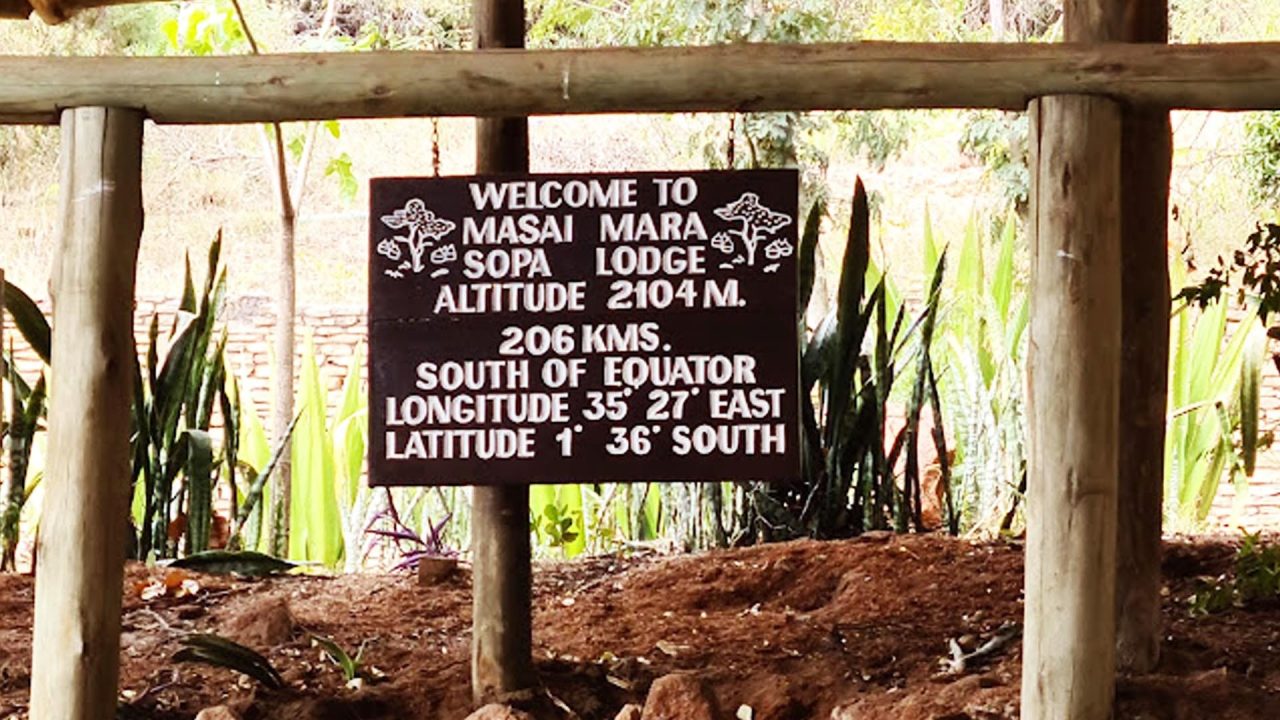 WELCOME TO
MASAI MARA
SOPA LODGE
ALTITUDE 2104 M.
206 KMS.
SOUTH OF EQUATOR
LONGITUDE 35° 27' EAST
LATITUDE 1° 36' SOUTH